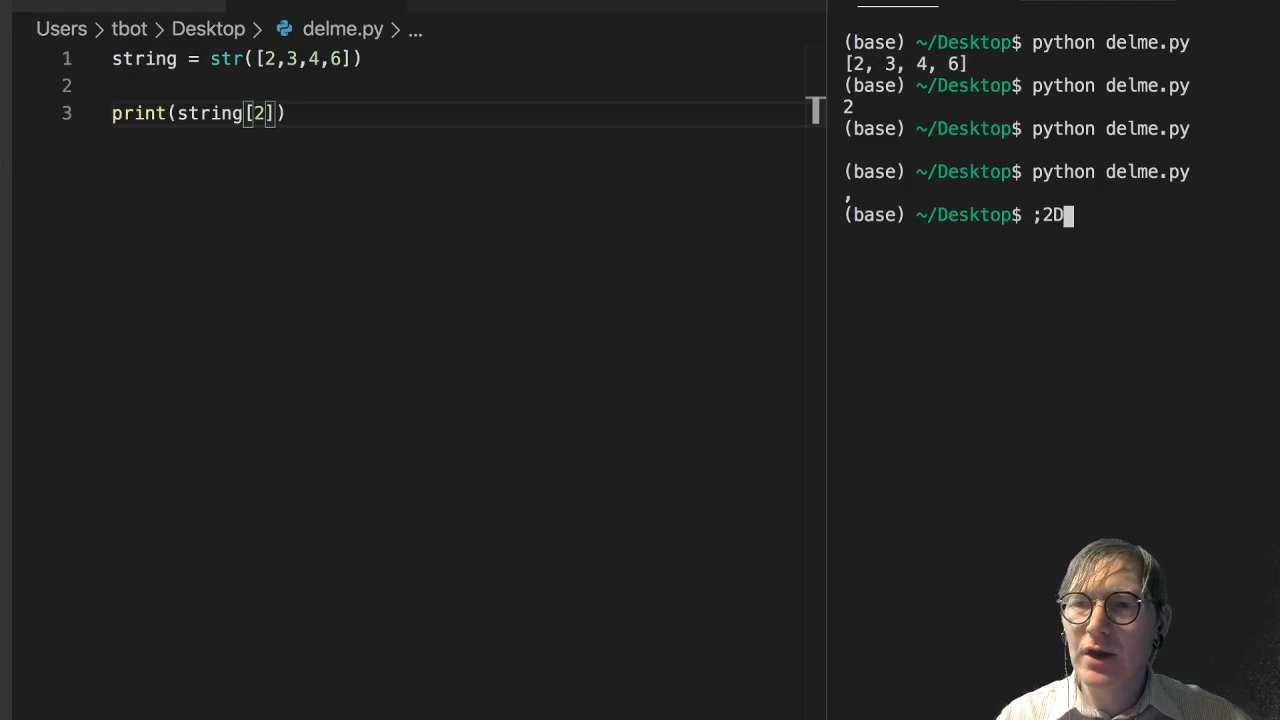 Users > tbot > Desktop > delme.py > ...
1 string = str([2,3,4,6])
2
3 print(string[2])
(base) ~/Desktop$ python delme.py
[2, 3, 4, 6]
(base) ~/Desktop$ python delme.py
2
(base) ~/Desktop$ python delme.py
(base) ~/Desktop$ python delme.py
,
(base) ~/Desktop$ ;2D